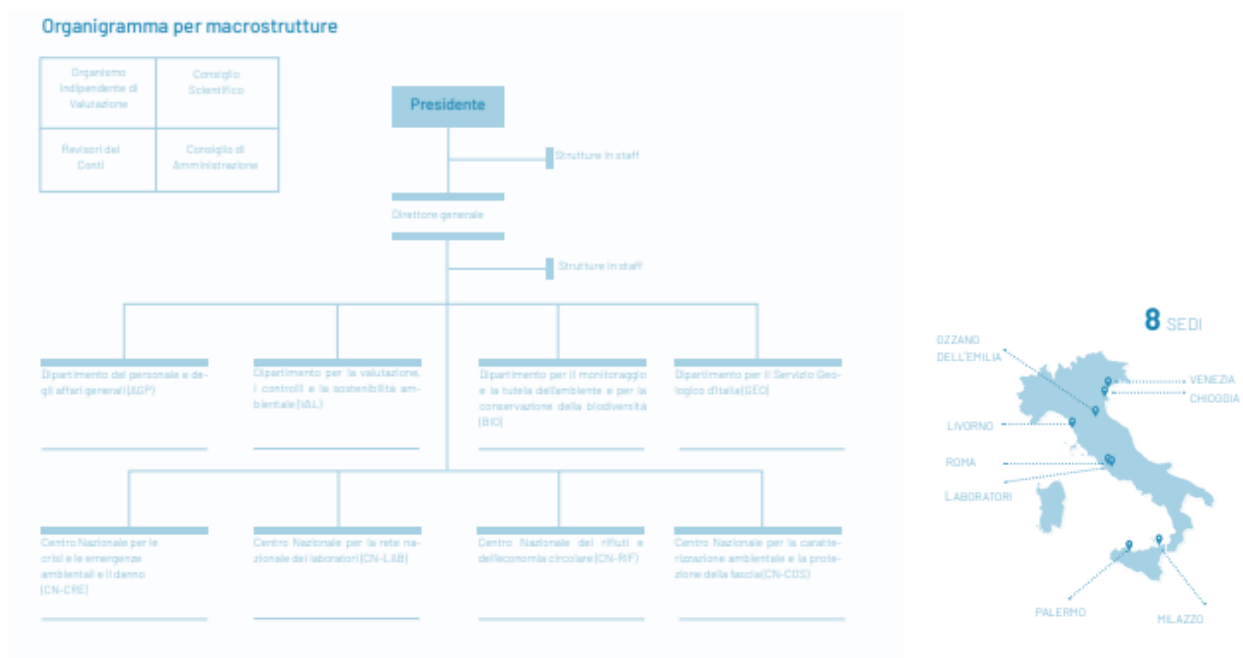 Organigramma per macrostrutture
Organismo
Indipendente di
Valutazione
Consiglio
Scientifico
Revisori dei
Conti
Consiglio di
Amministrazione
Presidente
Strutture in staff
Direttore generale
Strutture in staff
Dipartimento del personale e de-
gli affari generali (AGP)
Dipartimento per la valutazione,
i controlli e la sostenibilità am-
bientale (VAL)
Dipartimento per il monitoraggio
e la tutela dell'ambiente e per la
conservazione della biodiversità
(BIO)
Dipartimento per il Servizio Geo-
logico d'Italia (GEO)
Centro Nazionale per le
crisi e le emergenze
ambientali e il danno
(CN-CRE)
Centro Nazionale per la rete na-
zionale dei laboratori (CN-LAB)
Centro Nazionale dei rifiuti e
dell'economia circolare (CN-RIF)
Centro Nazionale per la caratte-
rizzazione ambientale e la prote-
zione della fascia (CN-COS)
8 SEDI
OZZANO
DELL'EMILIA
VENEZIA
CHIOGGIA
LIVORNO
ROMA
LABORATORI
PALERMO
MILAZZO